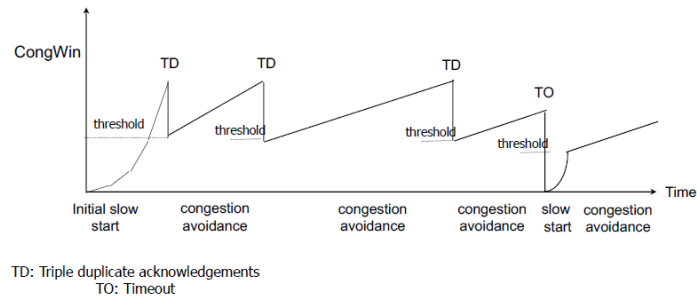 CongWin
TD
TD
TD
TO
threshold
threshold
threshold
threshold
Time
Initial slow
start
congestion
avoidance
congestion
avoidance
congestion
avoidance
slow
start
congestion
avoidance
TD: Triple duplicate acknowledgements
TO: Timeout